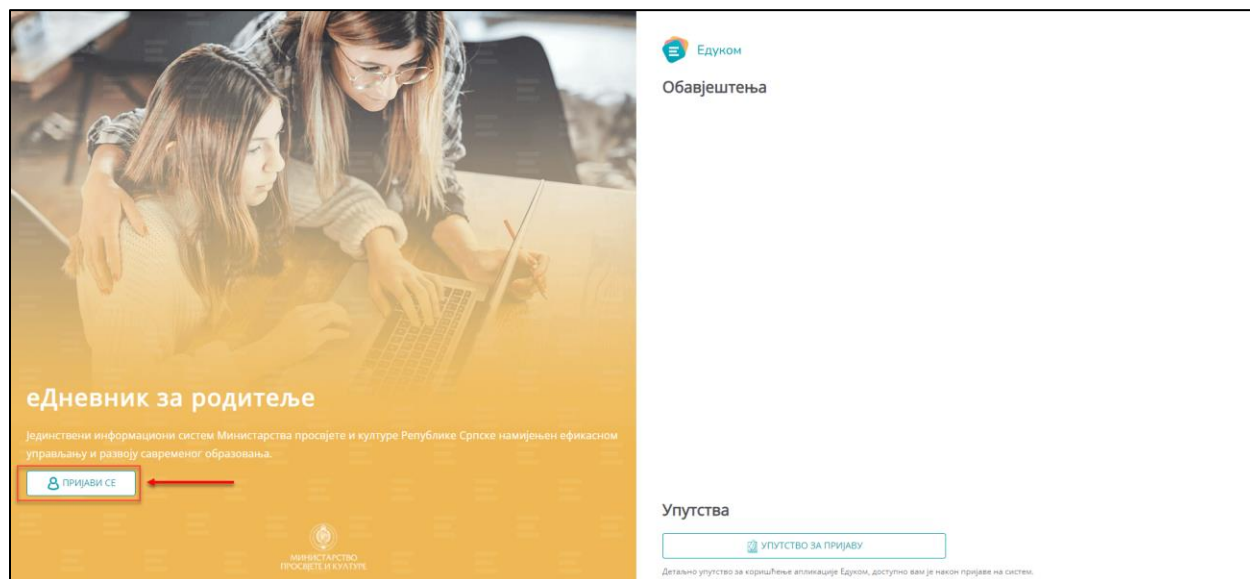 еДневник за родитеље
Јединствени информациони систем Министарства просвјете и културе Републике Српске намијењен ефикасном
управљању и развоју савременог образовања.
ПРИЈАВИ СЕ
МИНИСТАРСТВО
ПРОСВЈЕТЕ И КУЛТУРЕ
Едуком
Обавјештења
Упутства
УПУТСТВО ЗА ПРИЈАВУ
Детаљно упутство за коришћење апликације Едуком, доступно вам је након пријаве на систем.